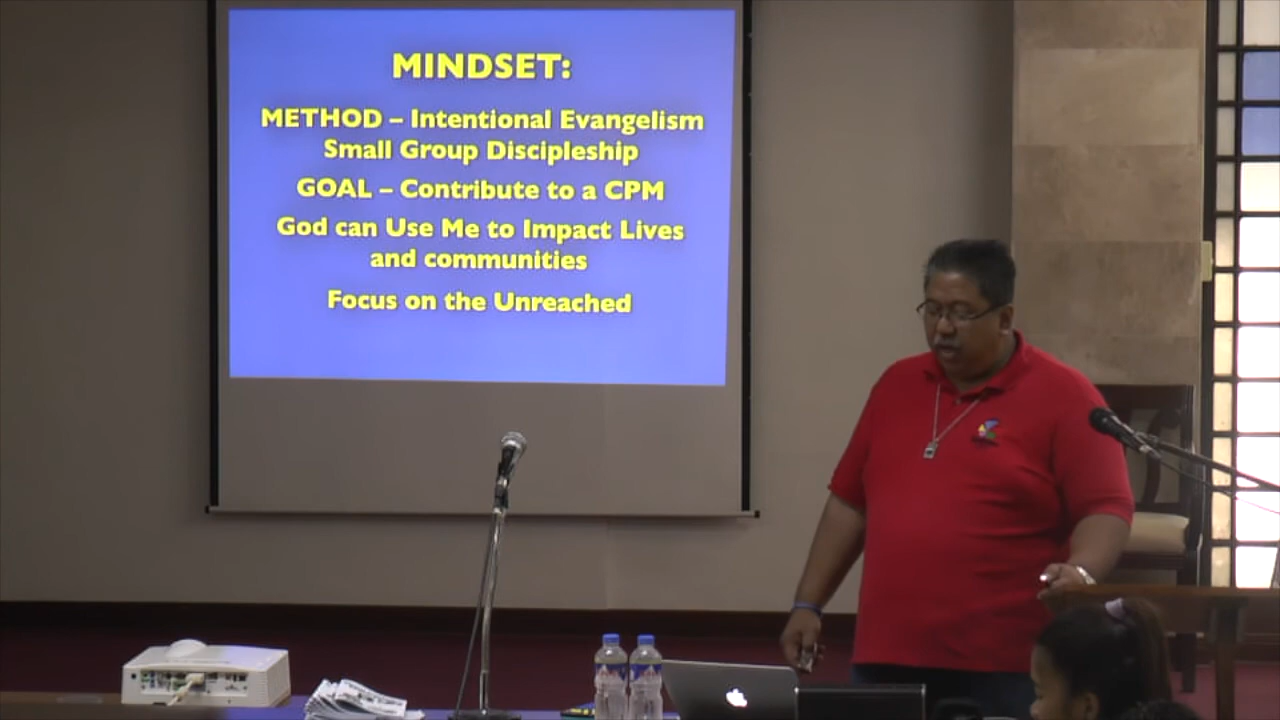 MINDSET:
METHOD – Intentional Evangelism
Small Group Discipleship
GOAL – Contribute to a CPM
God can Use Me to Impact Lives
and communities
Focus on the Unreached